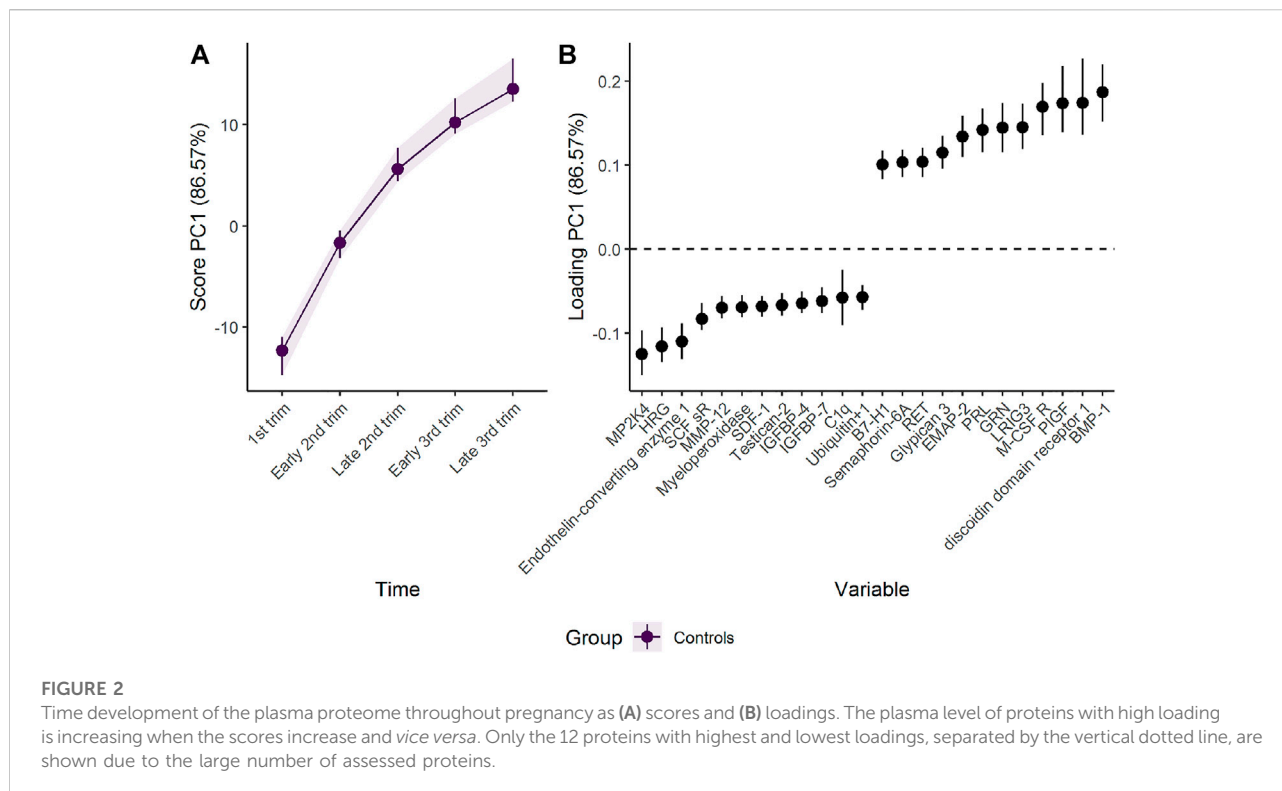 A
B
Score PC1 (86.57%)
10
0
-10
1st trim
Early 2nd trim
Late 2nd trim
Early 3rd trim
Late 3rd trim
Time
Loading PC1 (86.57%)
0.2
0.1
0.0
-0.1
MP2K4
HRG
Endothelin-converting enzyme 1
SCF sR
MMP-12
Myeloperoxidase
SDF-1
Testican-2
IGFBP-4
IGFBP-7
C1q
Ubiquitin+1
B7-H1
Semaphorin-6A
RET
Glypican 3
EMAP-2
PRL
GRN
LRIG3
M-CSF R
PIGF
discoidin domain receptor 1
BMP-1
Variable
Group Controls
FIGURE 2
Time development of the plasma proteome throughout pregnancy as (A) scores and (B) loadings. The plasma level of proteins with high loading
is increasing when the scores increase and vice versa. Only the 12 proteins with highest and lowest loadings, separated by the vertical dotted line, are
shown due to the large number of assessed proteins.